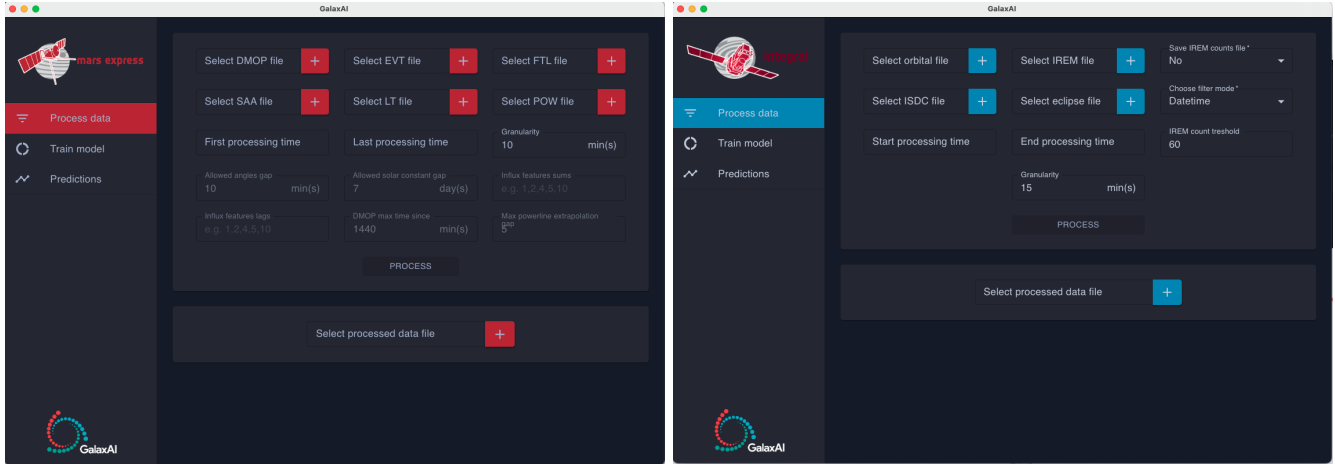 GalaxAI
mars express
Process data
Train model
Predictions
Select DMOP file
+
Select EVT file
+
Select FTL file
+
Select SAA file
+
Select LT file
+
Select POW file
+
First processing time
Last processing time
Granularity
10 min(s)
Allowed angles gap
10 min(s)
Allowed solar constant gap
7 day(s)
Influx features sums
e.g. 1,2,4,5,10
Influx features lags
e.g. 1,2,4,5,10
DMOP max time since
1440 min(s)
Max powerline extrapolation
gap
5
PROCESS
Select processed data file
+
GalaxAI
GalaxAI
integral
Process data
Train model
Predictions
Select orbital file
+
Select IREM file
+
Save IREM counts file *
No
Select ISDC file
+
Select eclipse file
+
Choose filter mode *
Datetime
Start processing time
End processing time
IREM count treshold
60
Granularity
15 min(s)
PROCESS
Select processed data file
+
GalaxAI